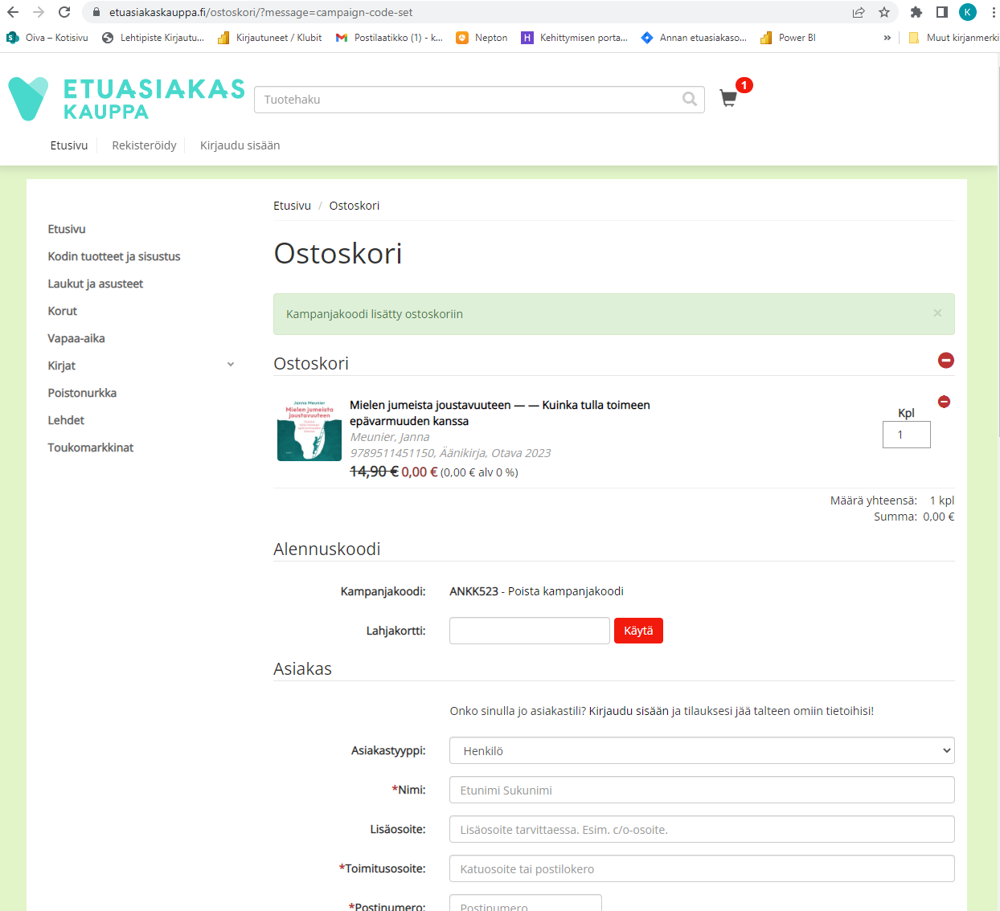 etuasiakaskauppa.fi/ostoskori/?message=campaign-code-set
K
Oiva – Kotisivu
Lehtipiste Kirjautu...
Kirjautuneet / Klubit
Postilaatikko (1) - k...
Nepton
Kehittymisen porta...
Annan etuasiakaso...
Power BI
»
Muut kirjanmerki
ETUASIAKAS
KAUPPA
Tuotehaku
1
Etusivu
Rekisteröidy
Kirjaudu sisään
Etusivu / Ostoskori
Etusivu
Kodin tuotteet ja sisustus
Laukut ja asusteet
Korut
Vapaa-aika
Kirjat
Poistonurkka
Lehdet
Toukomarkkinat
Ostoskori
Kampanjakoodi lisätty ostoskoriin ×
Ostoskori
Janna Meunier
Mielen jumeista
joustavuuteen
Mielen jumeista joustavuuteen — — Kuinka tulla toimeen
epävarmuuden kanssa
Meunier, Janna
9789511451150, Äänikirja, Otava 2023
14,90 € 0,00 € (0,00 € alv 0 %)
Kpl
1
Määrä yhteensä: 1 kpl
Summa: 0,00 €
Alennuskoodi
Kampanjakoodi: ANKK523 - Poista kampanjakoodi
Lahjakortti: Käytä
Asiakas
Onko sinulla jo asiakastili? Kirjaudu sisään ja tilauksesi jää talteen omiin tietoihisi!
Asiakastyyppi: Henkilö
*Nimi: Etunimi Sukunimi
Lisäosoite: Lisäosoite tarvittaessa. Esim. c/o-osoite.
*Toimitusosoite: Katuosoite tai postilokero
*Postinumero: Postinumero